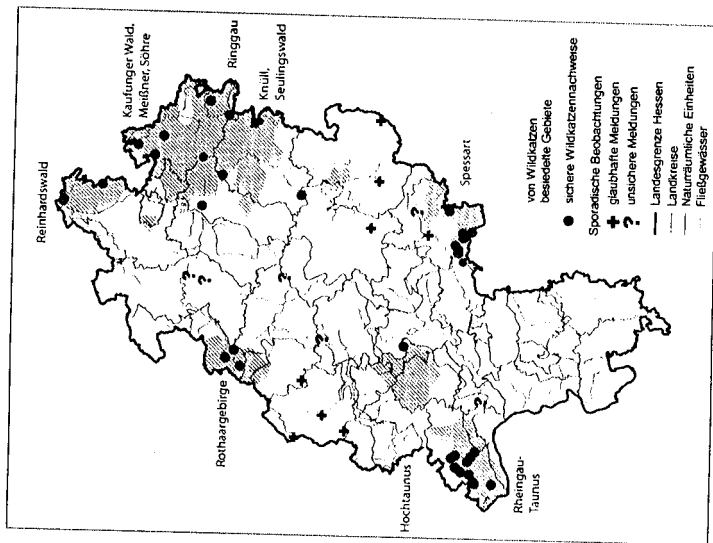 Reinhardswald
Kaufunger Wald,
Meißner, Söhre
Ringgau
Knüll,
Seulingswald
Rothaargebirge
Spessart
Hochtaunus
Rheingau-
Taunus
von Wildkatzen
besiedelte Gebiete
sichere Wildkatzennachweise
Sporadische Beobachtungen
glaubhafte Meldungen
? unsichere Meldungen
Landesgrenze Hessen
Landkreise
Naturräumliche Einheiten
Fließgewässer
?
?
?
?
?
?